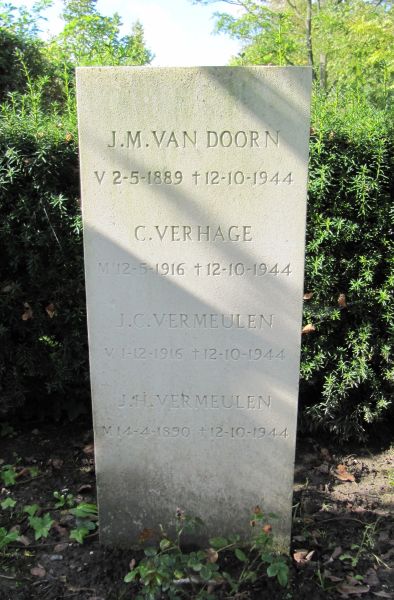 J.M.VAN DOORN
V 2-5-1889 †12-10-1944
C.VERHAGE
M 12-5-1916 †12-10-1944
J.C.VERMEULEN
V 1-12-1916 †12-10-1944
J.H.VERMEULEN
M 14-4-1890 †12-10-1944